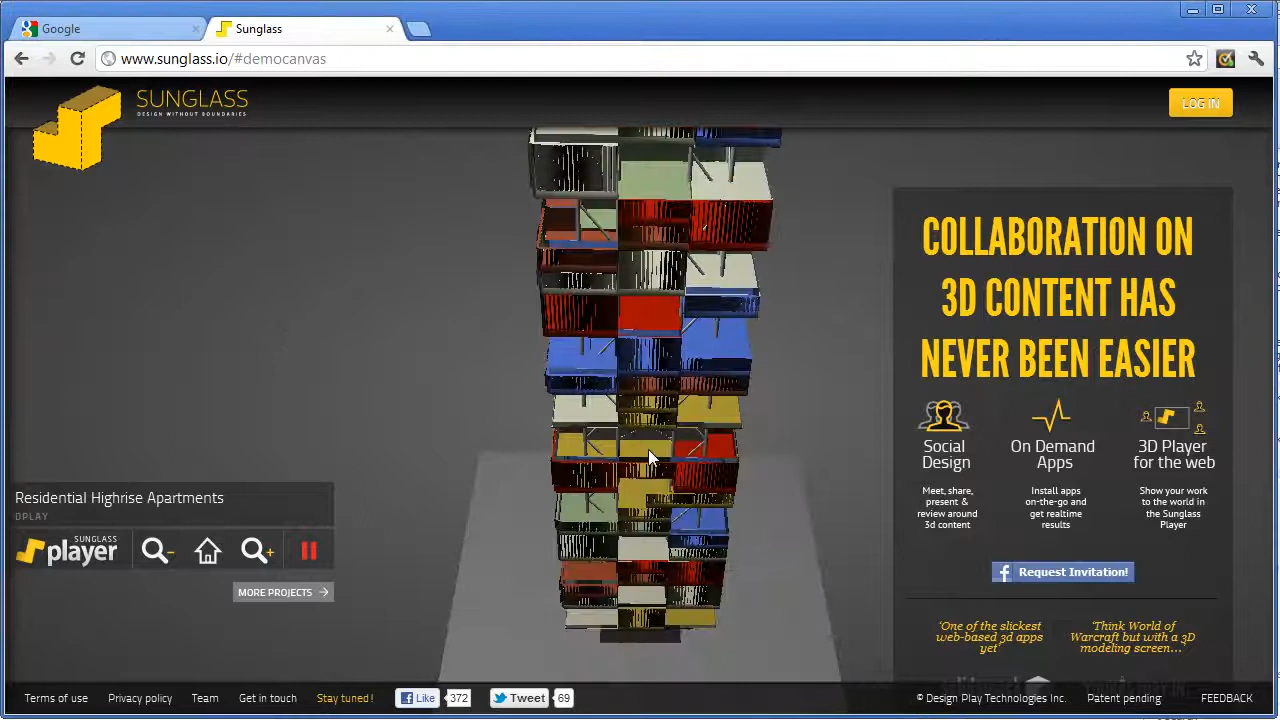 Google
Sunglass
www.sunglass.io/#democanvas
SUNGLASS
DESIGN WITHOUT BOUNDARIES
LOG IN
COLLABORATION ON
3D CONTENT HAS
NEVER BEEN EASIER
Social
Design
On Demand
Apps
3D Player
for the web
Meet, share,
present &
review around
3d content
Install apps
on-the-go and
get realtime
results
Show your work
to the world in
the Sunglass
Player
Residential Highrise Apartments
DPLAY
SUNGLASS
player
MORE PROJECTS
f Request Invitation!
'One of the slickest
web-based 3d apps
yet'
'Think World of
Warcraft but with a 3D
modeling screen...'
Terms of use
Privacy policy
Team
Get in touch
Stay tuned!
f Like
372
Tweet
69
© Design Play Technologies Inc.
Patent pending
FEEDBACK